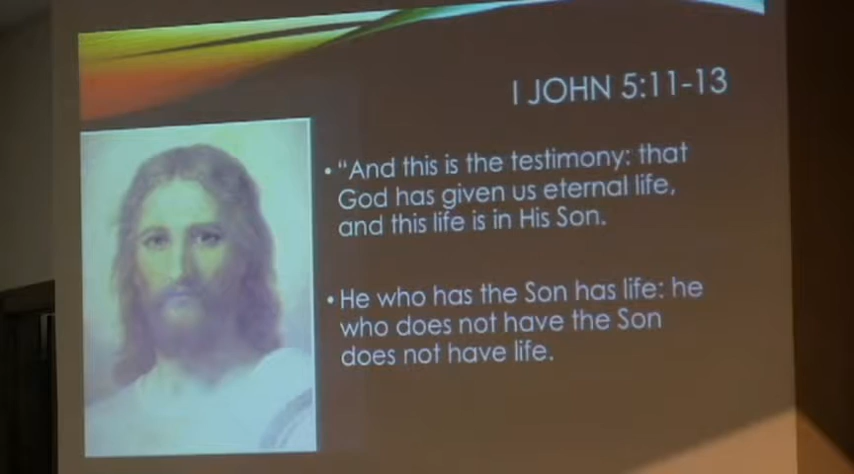 I JOHN 5:11-13
• "And this is the testimony: that
God has given us eternal life,
and this life is in His Son.
• He who has the Son has life: he
who does not have the Son
does not have life.